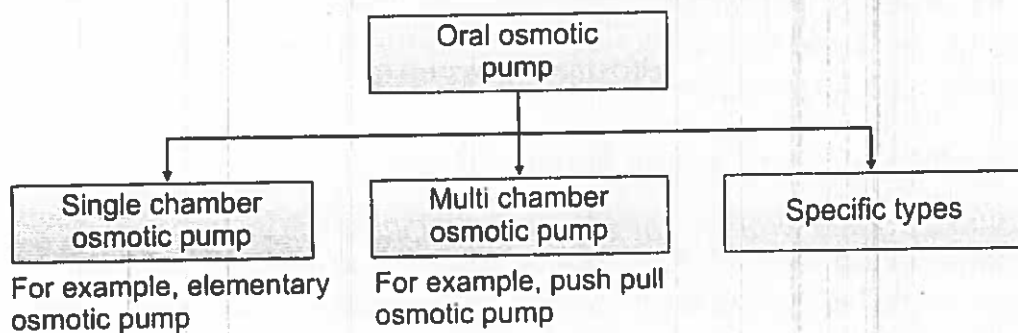 Oral osmotic
pump
Single chamber
osmotic pump
For example, elementary
osmotic pump
Multi chamber
osmotic pump
For example, push pull
osmotic pump
Specific types